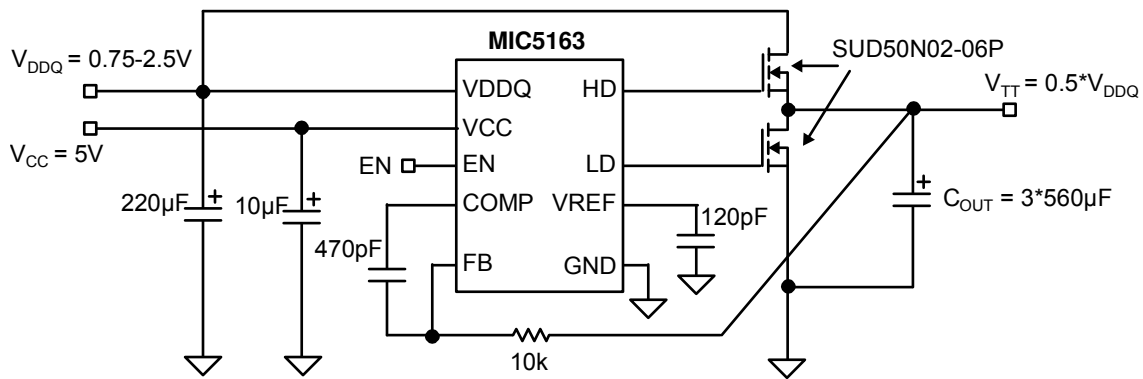 MIC5163
SUD50N02-06P
V_DDQ = 0.75-2.5V
V_TT = 0.5*V_DDQ
VDDQ
HD
VCC
V_CC = 5V
EN
EN
LD
220µF
+
10µF
+
COMP
VREF
120pF
+
C_OUT = 3*560µF
470pF
FB
GND
10k